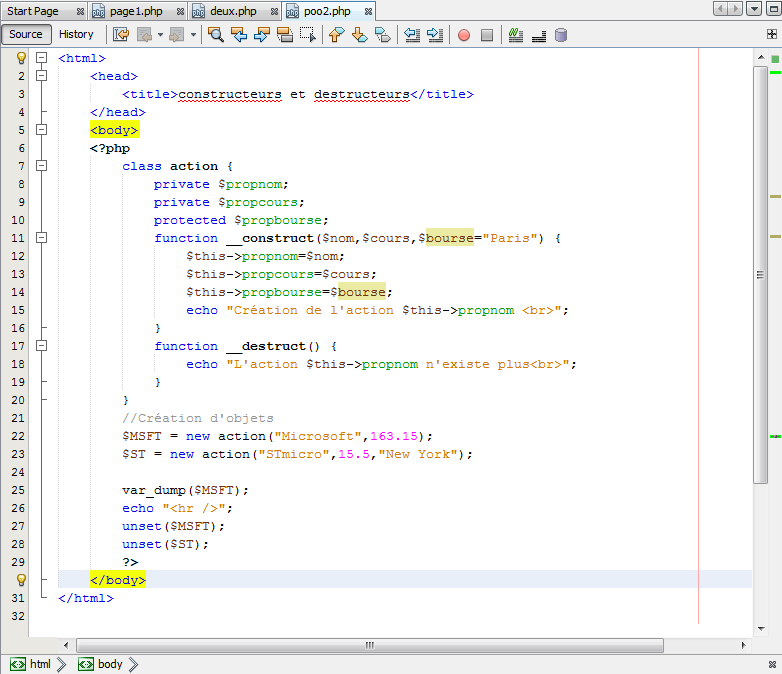 Start Page page1.php deux.php poo2.php
Source History
<html>
2 <head>
3 <title>constructeurs et destructeurs</title>
4 </head>
5 <body>
6 <?php
7 class action {
8 private $propnom;
9 private $propcours;
10 protected $propbourse;
11 function __construct($nom,$cours,$bourse="Paris") {
12 $this->propnom=$nom;
13 $this->propcours=$cours;
14 $this->propbourse=$bourse;
15 echo "Création de l'action $this->propnom <br>";
16 }
17 function __destruct() {
18 echo "L'action $this->propnom n'existe plus<br>";
19 }
20 }
21 //Création d'objets
22 $MSFT = new action("Microsoft",163.15);
23 $ST = new action("STmicro",15.5,"New York");
24
25 var_dump($MSFT);
26 echo "<hr />";
27 unset($MSFT);
28 unset($ST);
29 ?>
</body>
31 </html>
32
html body